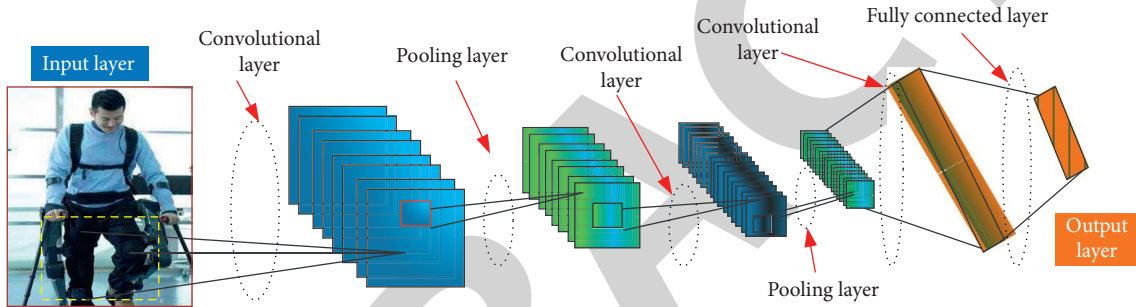 Input layer
Convolutional
layer
Pooling layer
Convolutional
layer
Pooling layer
Convolutional
layer
Fully connected layer
Output
layer